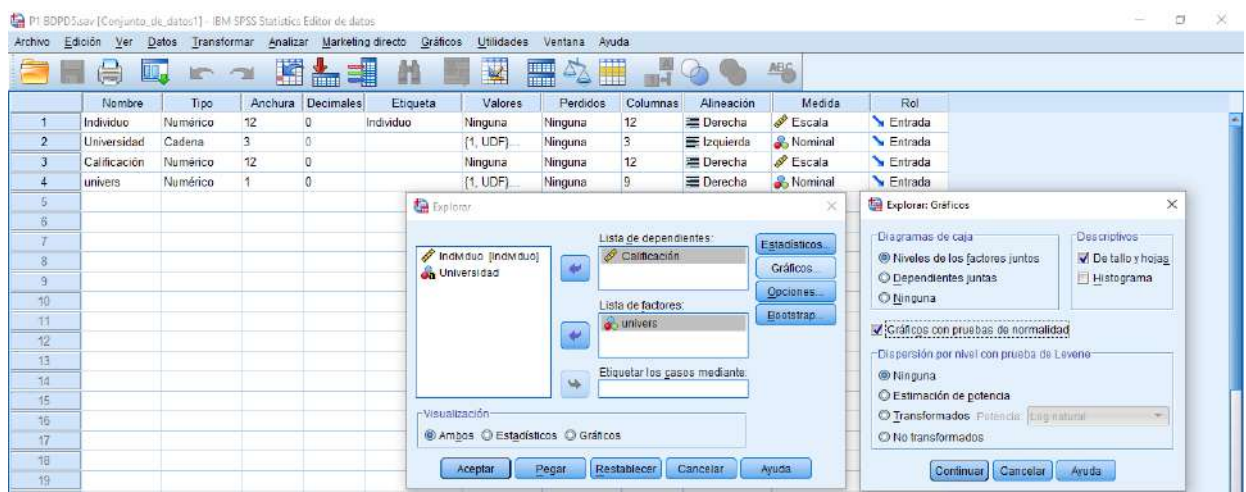 P1 BDPD5.sav [Conjunto_de_datos1] - IBM SPSS Statistics Editor de datos
Archivo Edición Ver Datos Transformar Analizar Marketing directo Gráficos Utilidades Ventana Ayuda
Nombre Tipo Anchura Decimales Etiqueta Valores Perdidos Columnas Alineación Medida Rol
1 Individuo Numérico 12 0 Individuo Ninguna Ninguna 12 Derecha Escala Entrada
2 Universidad Cadena 3 0 {1, UDF}... Ninguna 3 Izquierda Nominal Entrada
3 Calificación Numérico 12 0 Ninguna Ninguna 12 Derecha Escala Entrada
4 univers Numérico 1 0 {1, UDF}... Ninguna 9 Derecha Nominal Entrada
5
6
7
8
9
10
11
12
13
14
15
16
17
18
19
Explorar
Individuo [Individuo]
Universidad
Lista de dependientes:
Calificación
Lista de factores:
univers
Etiquetar los casos mediante:
Estadísticos...
Gráficos...
Opciones...
Bootstrap...
Visualización
Ambos Estadísticos Gráficos
Aceptar Pegar Restablecer Cancelar Ayuda
Explorar: Gráficos
Diagramas de caja
Niveles de los factores juntos
Dependientes juntas
Ninguna
Descriptivos
De tallo y hojas
Histograma
Gráficos con pruebas de normalidad
Dispersión por nivel con prueba de Levene
Ninguna
Estimación de potencia
Transformados Potencia: Log natural
No transformados
Continuar Cancelar Ayuda